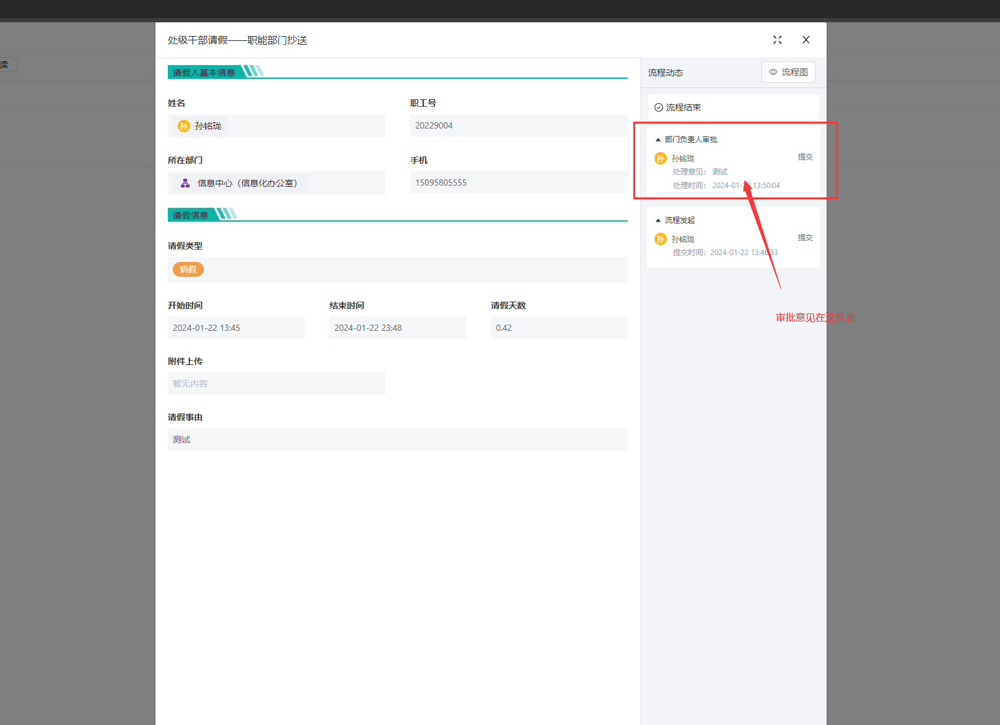 处级干部请假——职能部门抄送
读
请假人基本信息
姓名
职工号
孙 孙铭珑
20229004
所在部门
手机
信息中心（信息化办公室）
15095805555
请假信息
请假类型
病假
开始时间
结束时间
请假天数
2024-01-22 13:45
2024-01-22 23:48
0.42
附件上传
暂无内容
请假事由
测试
流程动态
流程图
流程结束
部门负责人审批
孙 孙铭珑 提交
处理意见： 测试
处理时间： 2024-01-22 13:50:04
流程发起
孙 孙铭珑 提交
提交时间：2024-01-22 13:46:33
审批意见在这查看